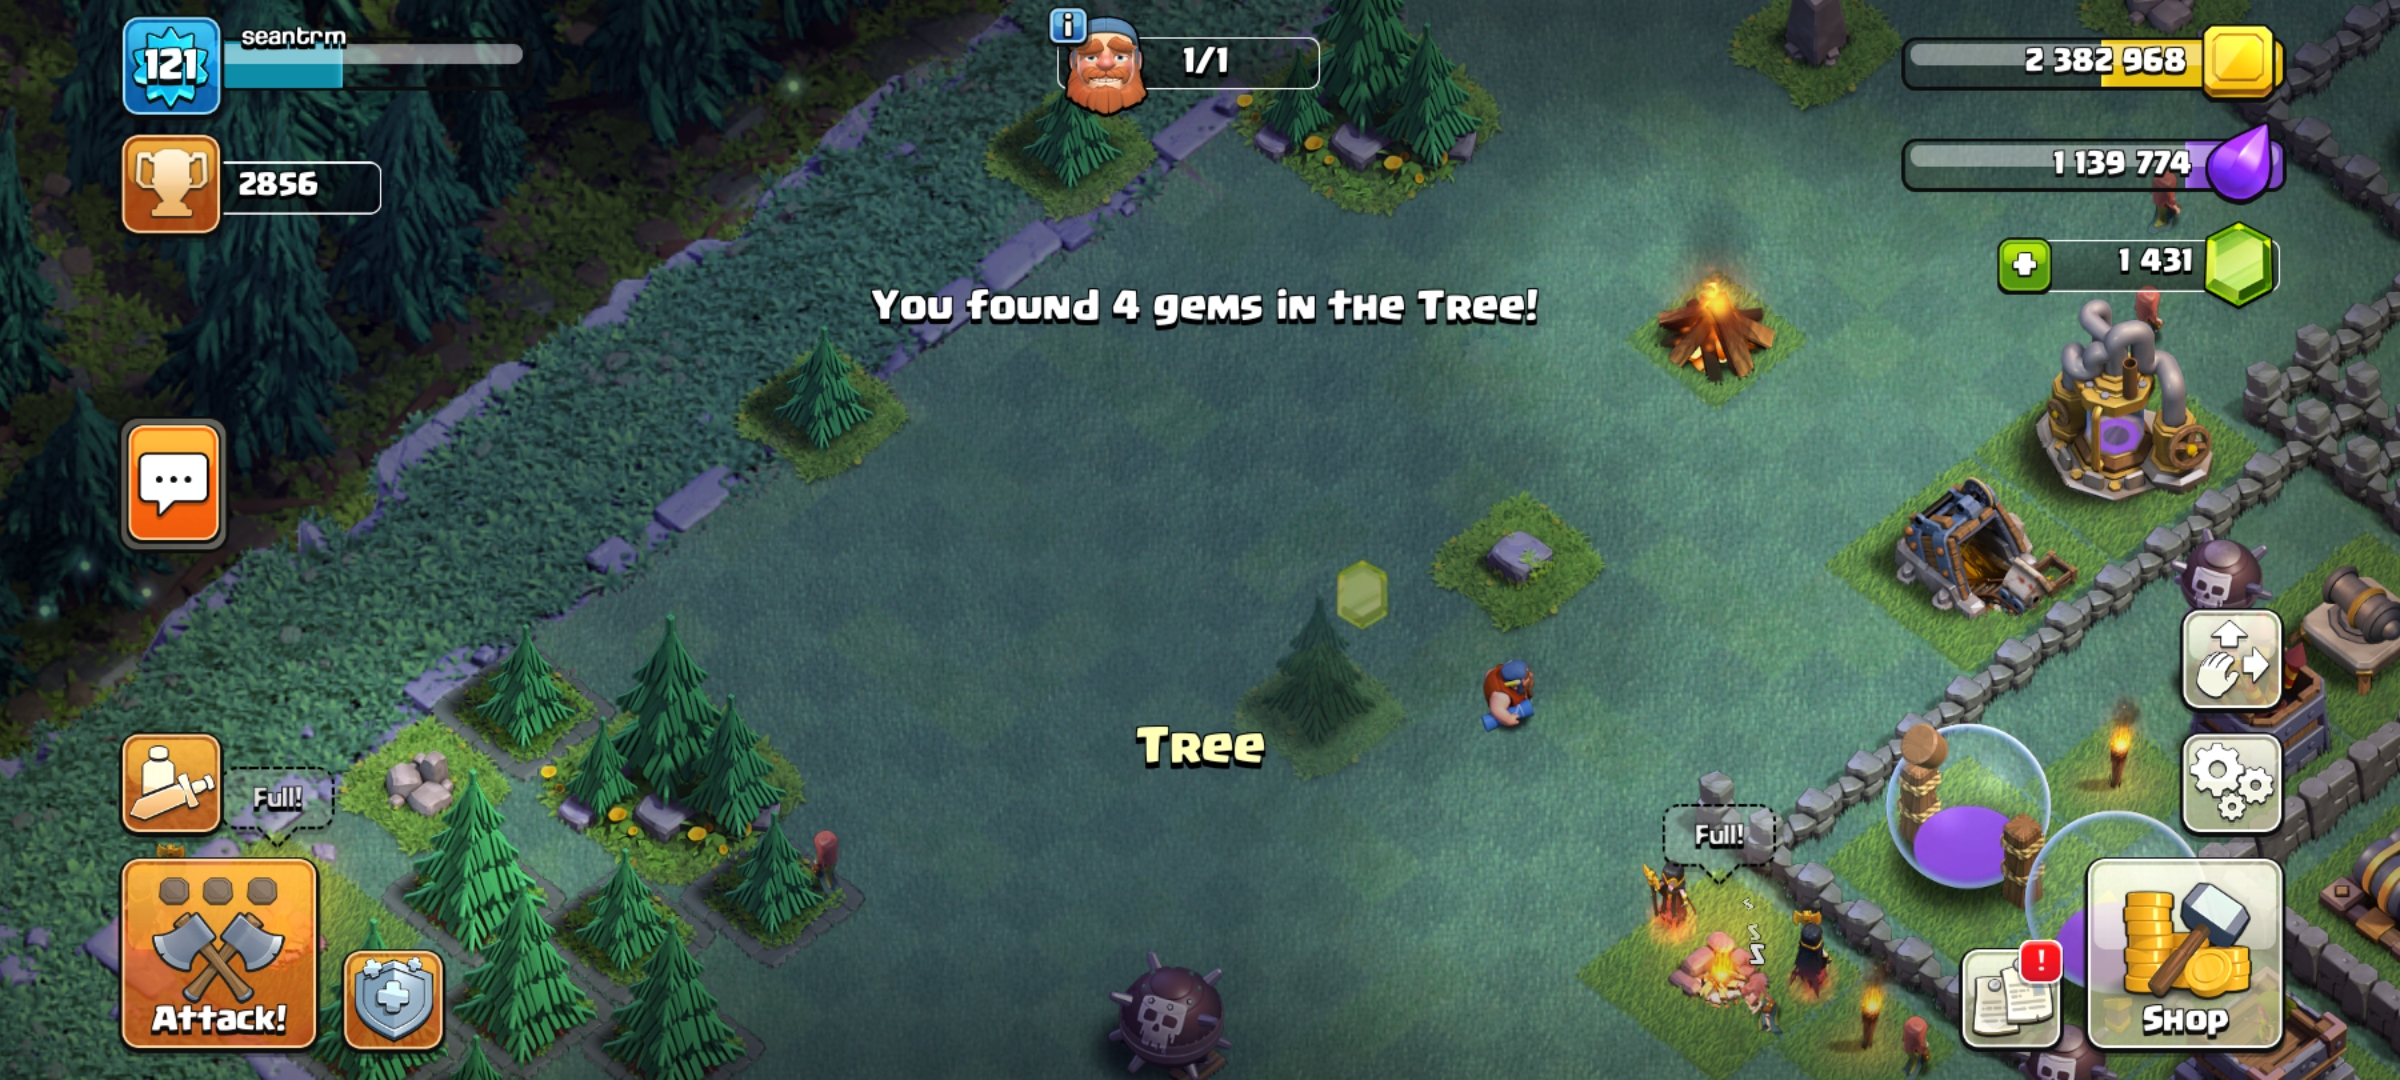 121
seantrm
i
1/1
2 382 968
2856
1 139 774
1 431
You found 4 gems in the Tree!
Tree
Full!
Full!
Attack!
!
Shop